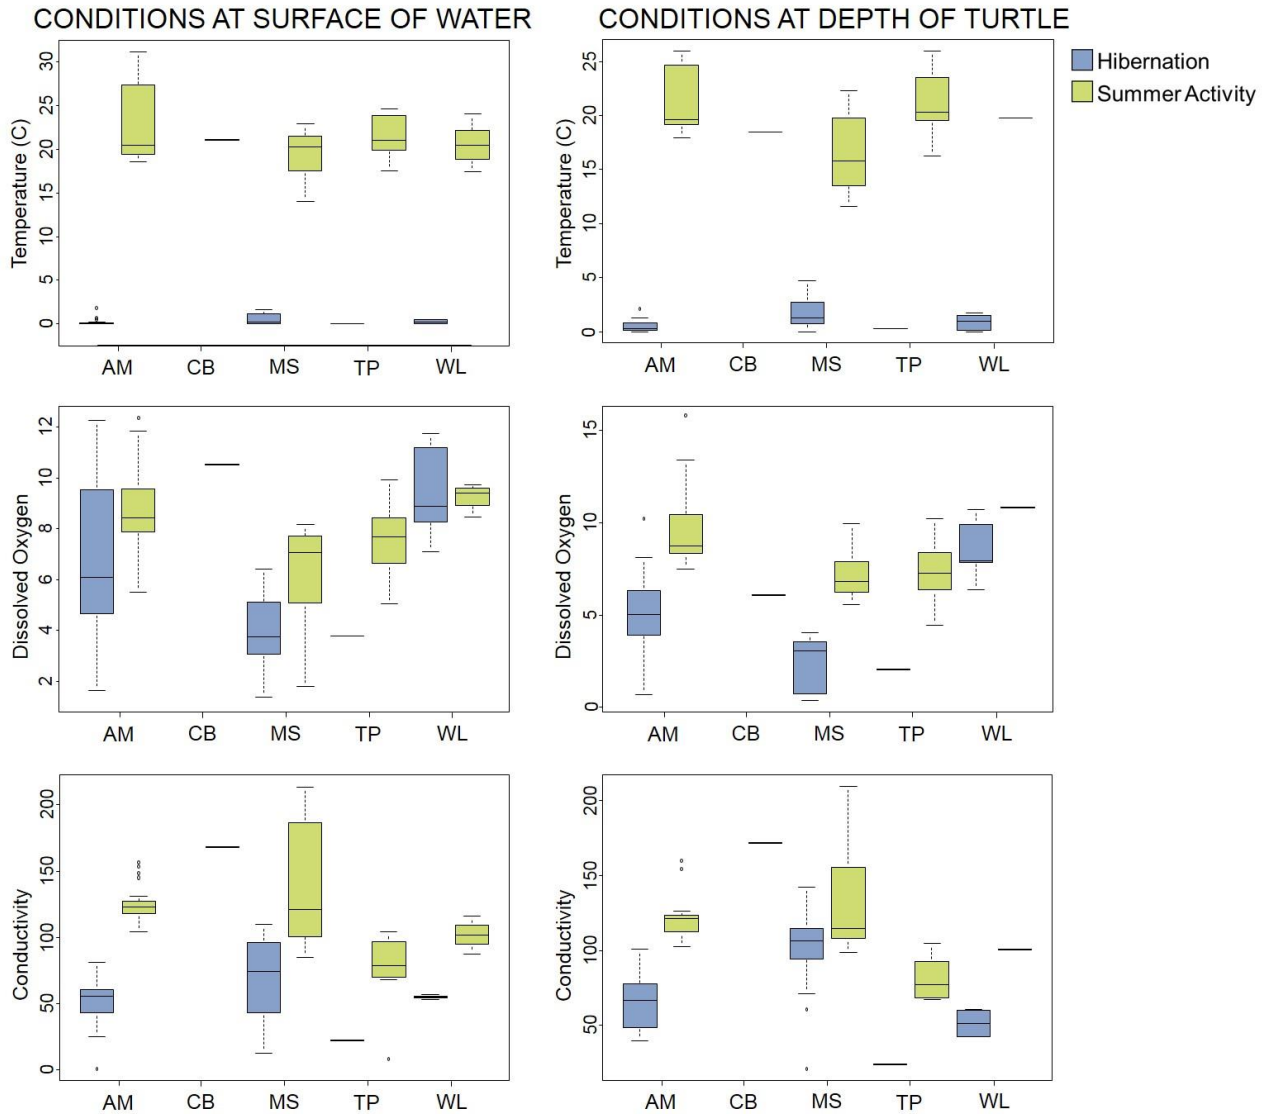 CONDITIONS AT SURFACE OF WATER
CONDITIONS AT DEPTH OF TURTLE
Hibernation
Summer Activity
Temperature (C)
30
25
20
15
10
5
0
AM CB MS TP WL
Temperature (C)
25
20
15
10
5
0
AM CB MS TP WL
Dissolved Oxygen
12
10
8
6
4
2
AM CB MS TP WL
Dissolved Oxygen
15
10
5
0
AM CB MS TP WL
Conductivity
200
150
100
50
0
AM CB MS TP WL
Conductivity
200
150
100
50
AM CB MS TP WL